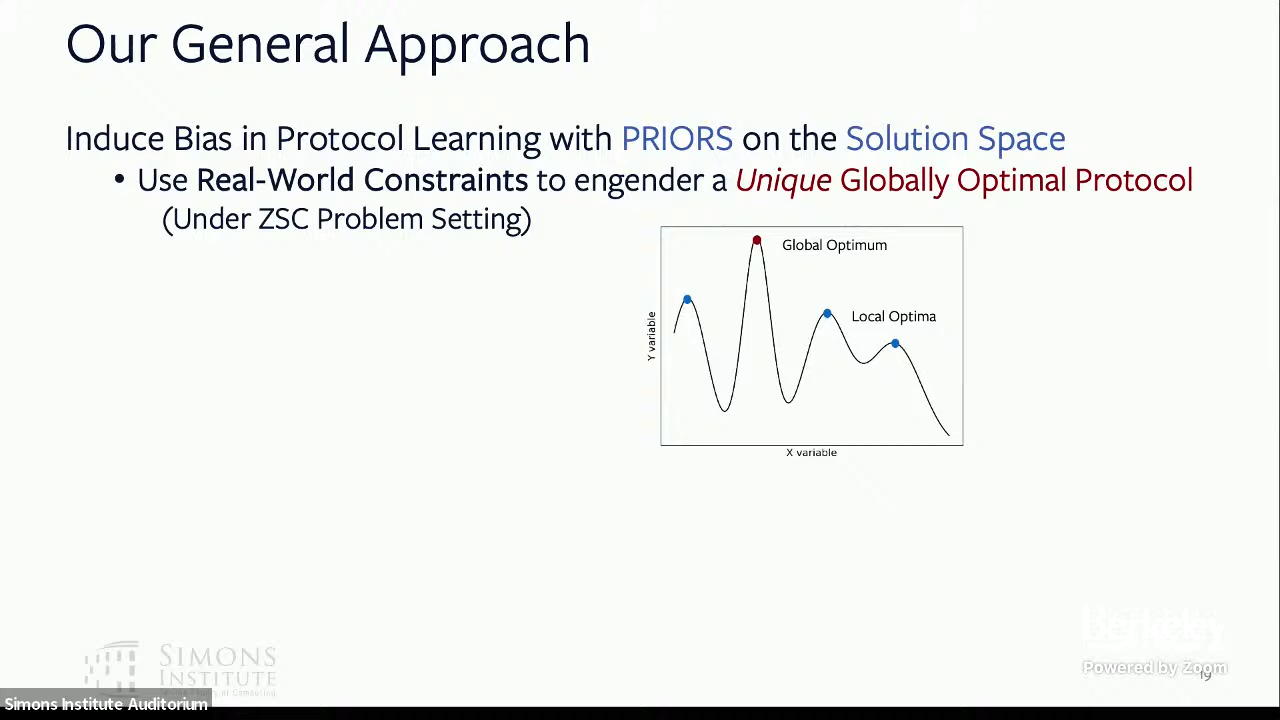 Our General Approach
Induce Bias in Protocol Learning with PRIORS on the Solution Space
• Use Real-World Constraints to engender a Unique Globally Optimal Protocol
(Under ZSC Problem Setting)
Global Optimum
Local Optima
Y variable
X variable
SIMONS
INSTITUTE
Berkeley
Powered by Zoom
19
Simons Institute Auditorium